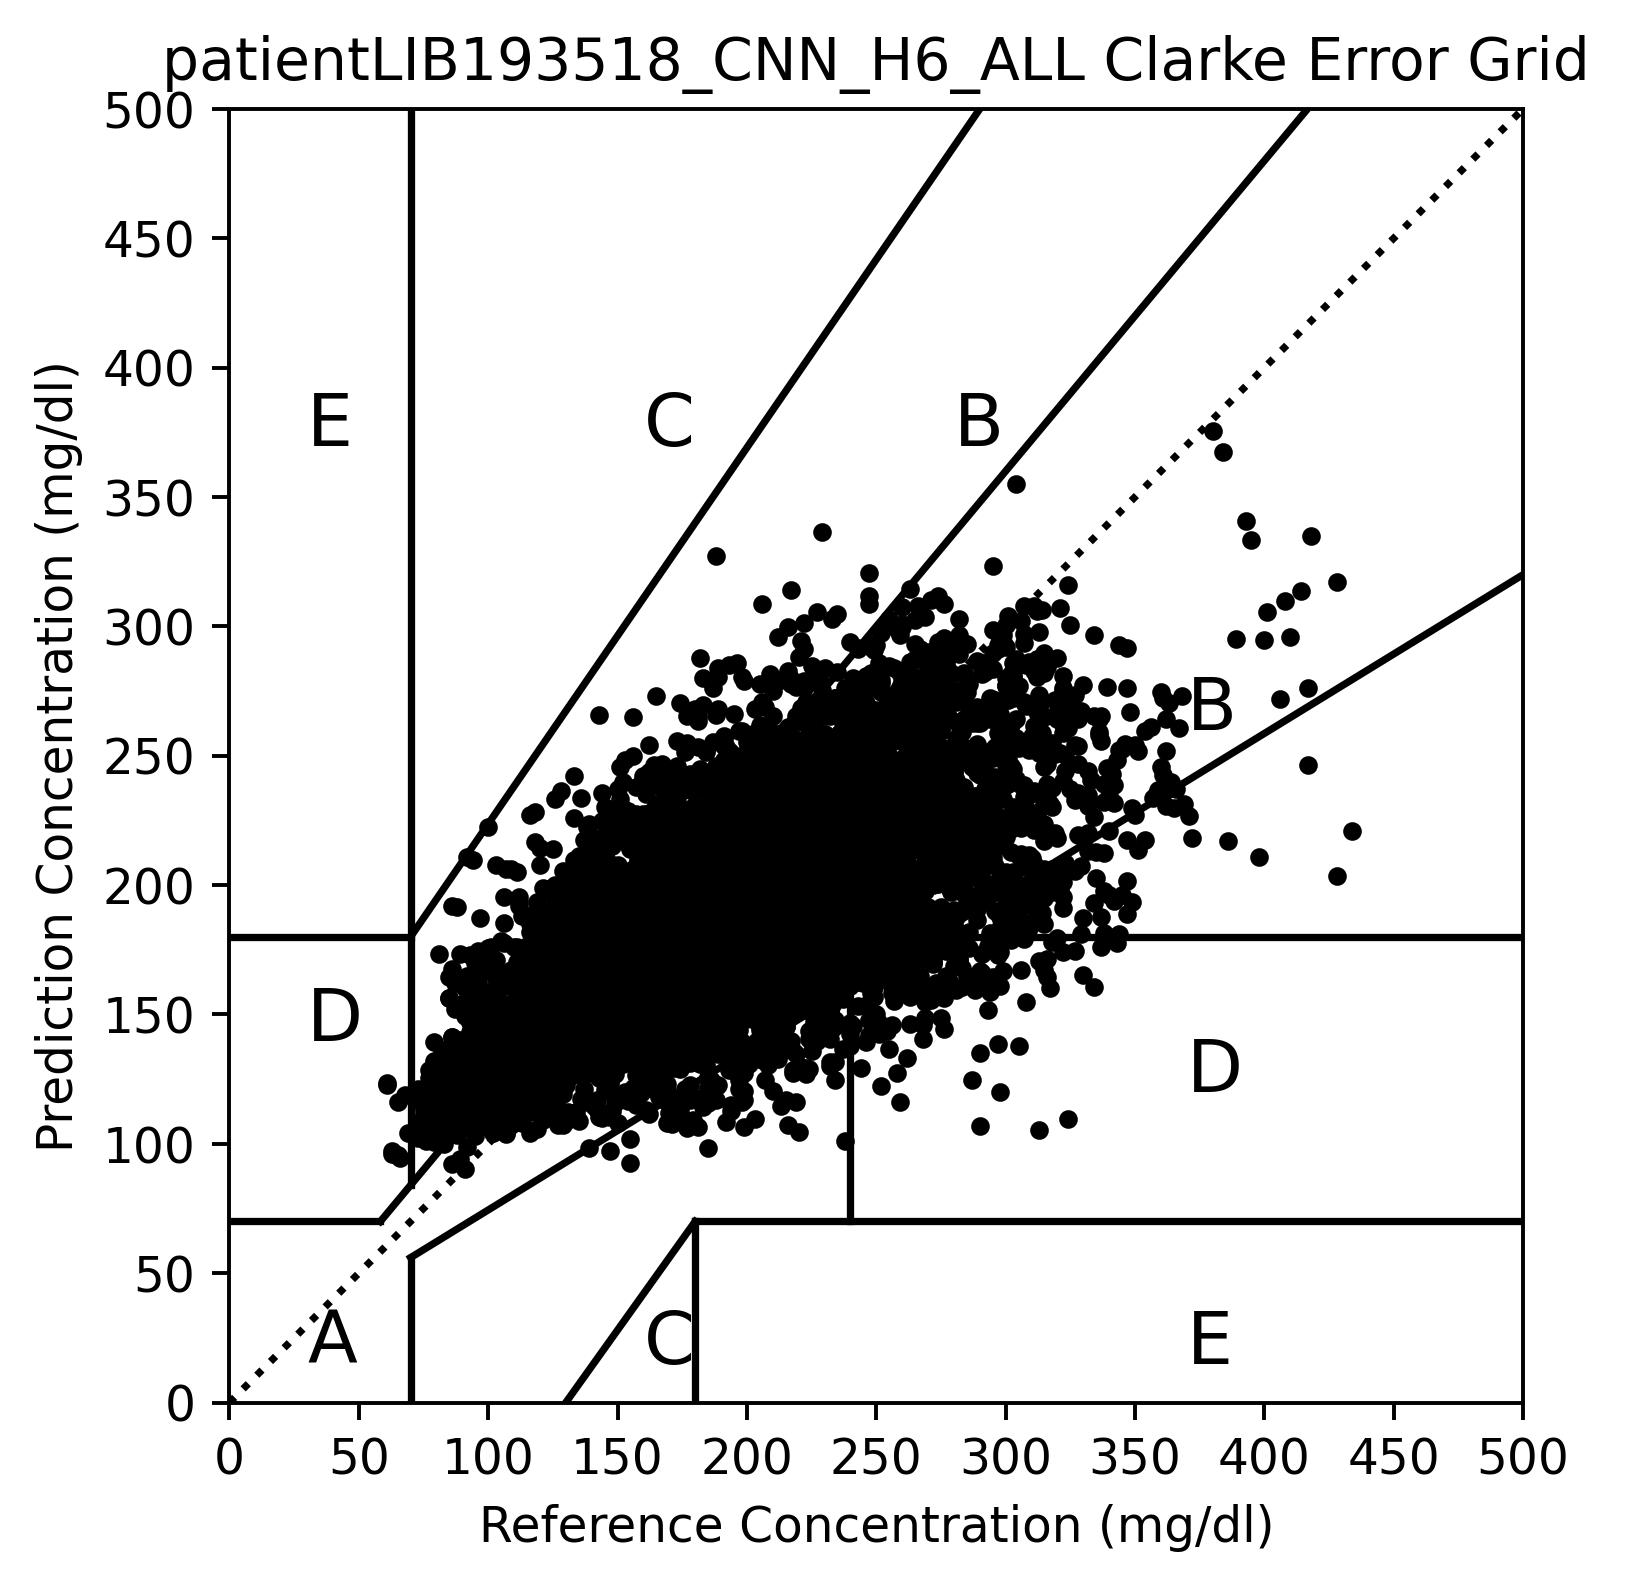 patientLIB193518_CNN_H6_ALL Clarke Error Grid
500
450
400
350
300
250
200
150
100
50
0
Prediction Concentration (mg/dl)
E
C
B
B
D
D
A
C
E
0 50 100 150 200 250 300 350 400 450 500
Reference Concentration (mg/dl)